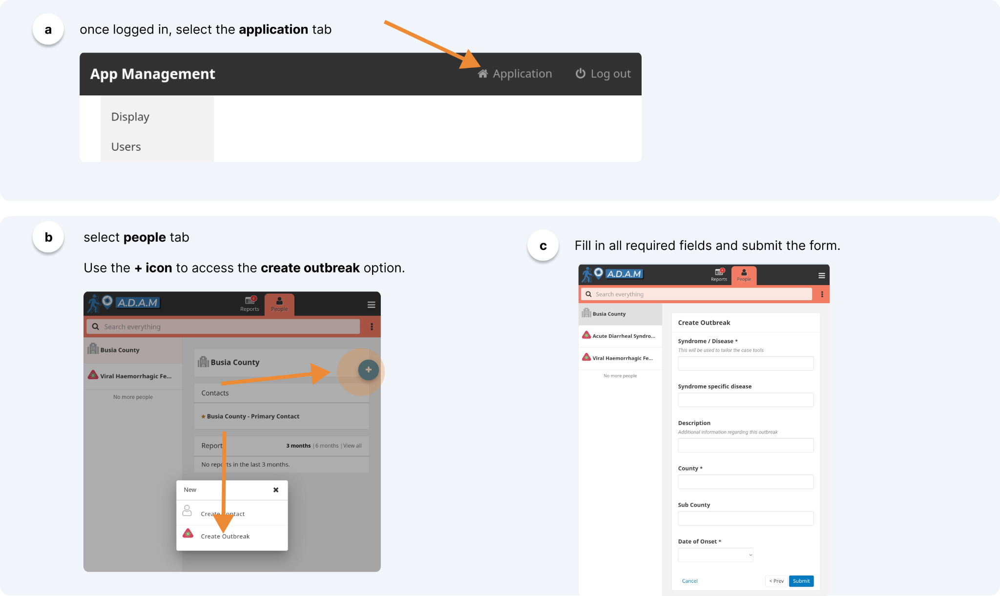 a
once logged in, select the application tab
App Management
Application
Log out
Display
Users
b
select people tab
Use the + icon to access the create outbreak option.
A.D.A.M
Reports
6
People
Search everything
Busia County
Viral Haemorrhagic Fe...
No more people
Busia County
+
Contacts
Busia County - Primary Contact
Report
3 months | 6 months | View all
No reports in the last 3 months.
New
Create Contact
Create Outbreak
c
Fill in all required fields and submit the form.
A.D.A.M
Reports
6
People
Search everything
Busia County
Acute Diarrheal Syndro...
Viral Haemorrhagic Fe...
No more people
Create Outbreak
Syndrome / Disease *
This will be used to tailor the case tools
Syndrome specific disease
Description
Additional information regarding this outbreak
County *
Sub County
Date of Onset *
Cancel
< Prev
Submit